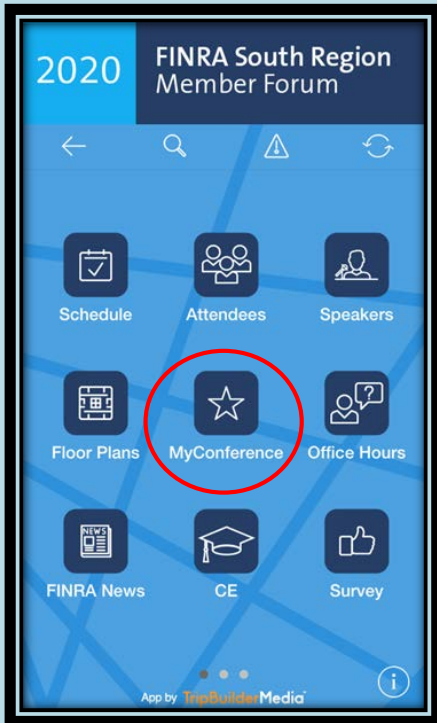 2020
FINRA South Region
Member Forum
Schedule
Attendees
Speakers
Floor Plans
MyConference
?
Office Hours
NEWS
FINRA News
CE
Survey
App by TripBuilderMedia
i